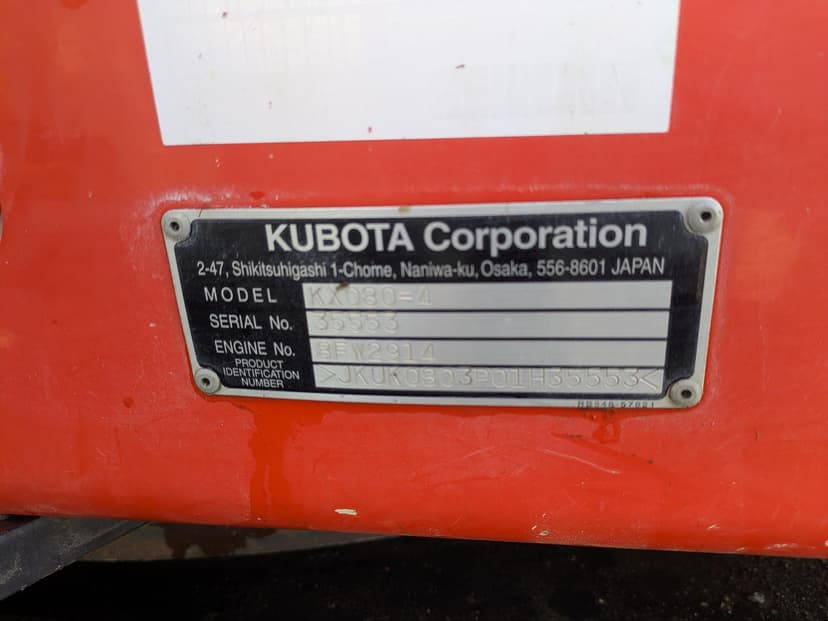 KUBOTA Corporation
2-47, Shikitsuhigashi 1-Chome, Naniwa-ku, Osaka, 556-8601 JAPAN
MODEL KX080-4
SERIAL No. 35553
ENGINE No. 8FW2914
PRODUCT
IDENTIFICATION
NUMBER
>JKUK0803P01H35553<